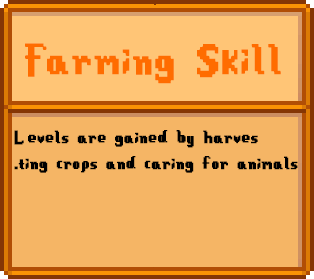 Farming Skill
Levels are gained by harves
.ting crops and caring for animals